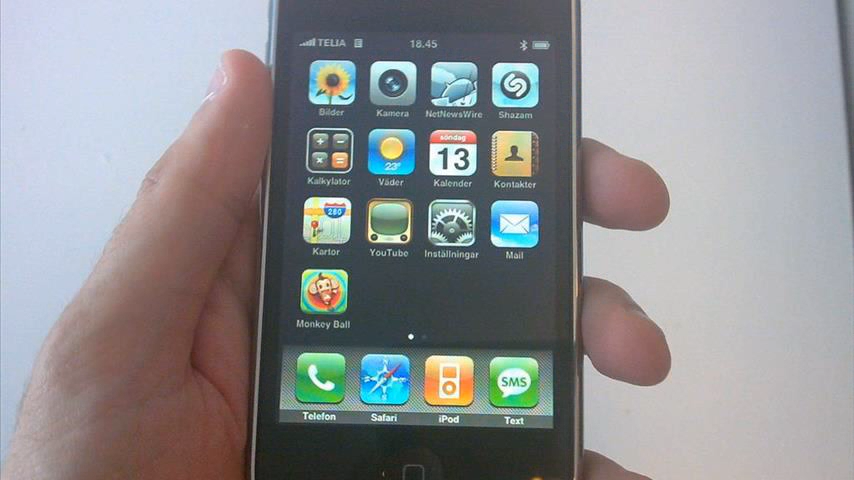 TELIA 18.45
Bilder Kamera NetNewsWire Shazam
söndag
23° 13
Kalkylator Väder Kalender Kontakter
280
Kartor YouTube Inställningar Mail
Monkey Ball
SMS
Telefon Safari iPod Text